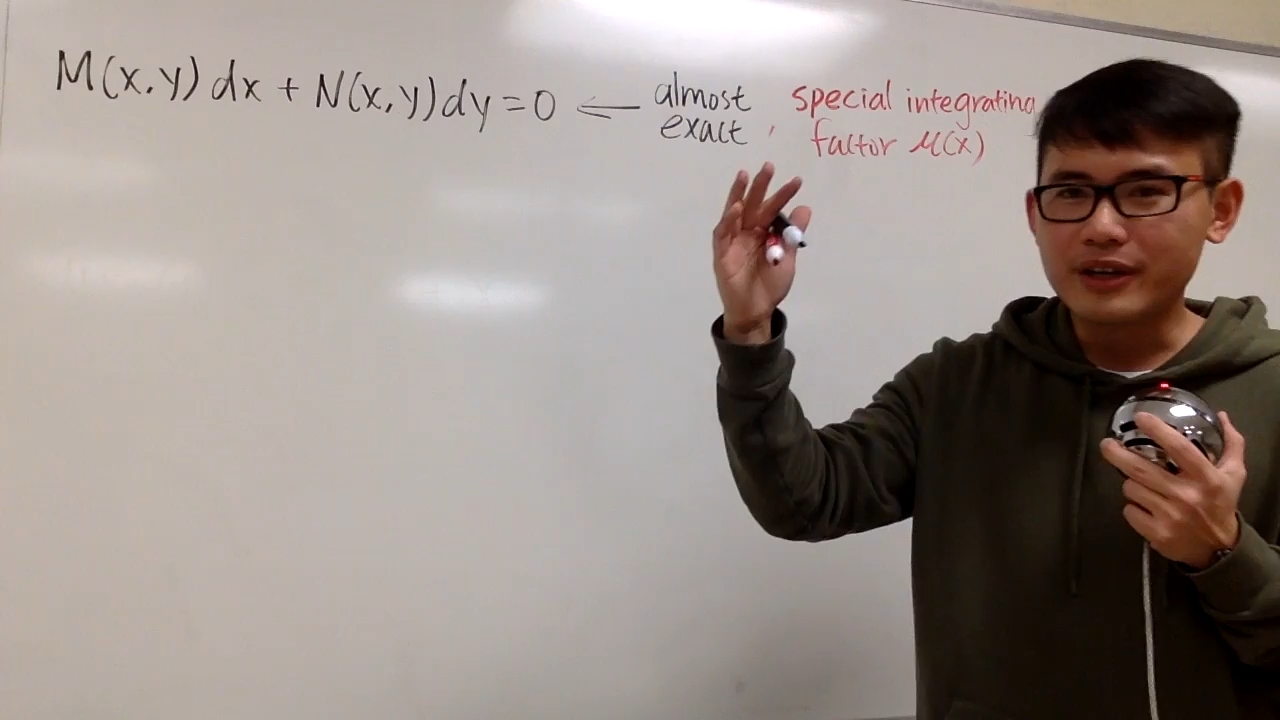 M(x,y) dx + N(x,y) dy = 0 ← almost exact, special integrating factor μ(x)